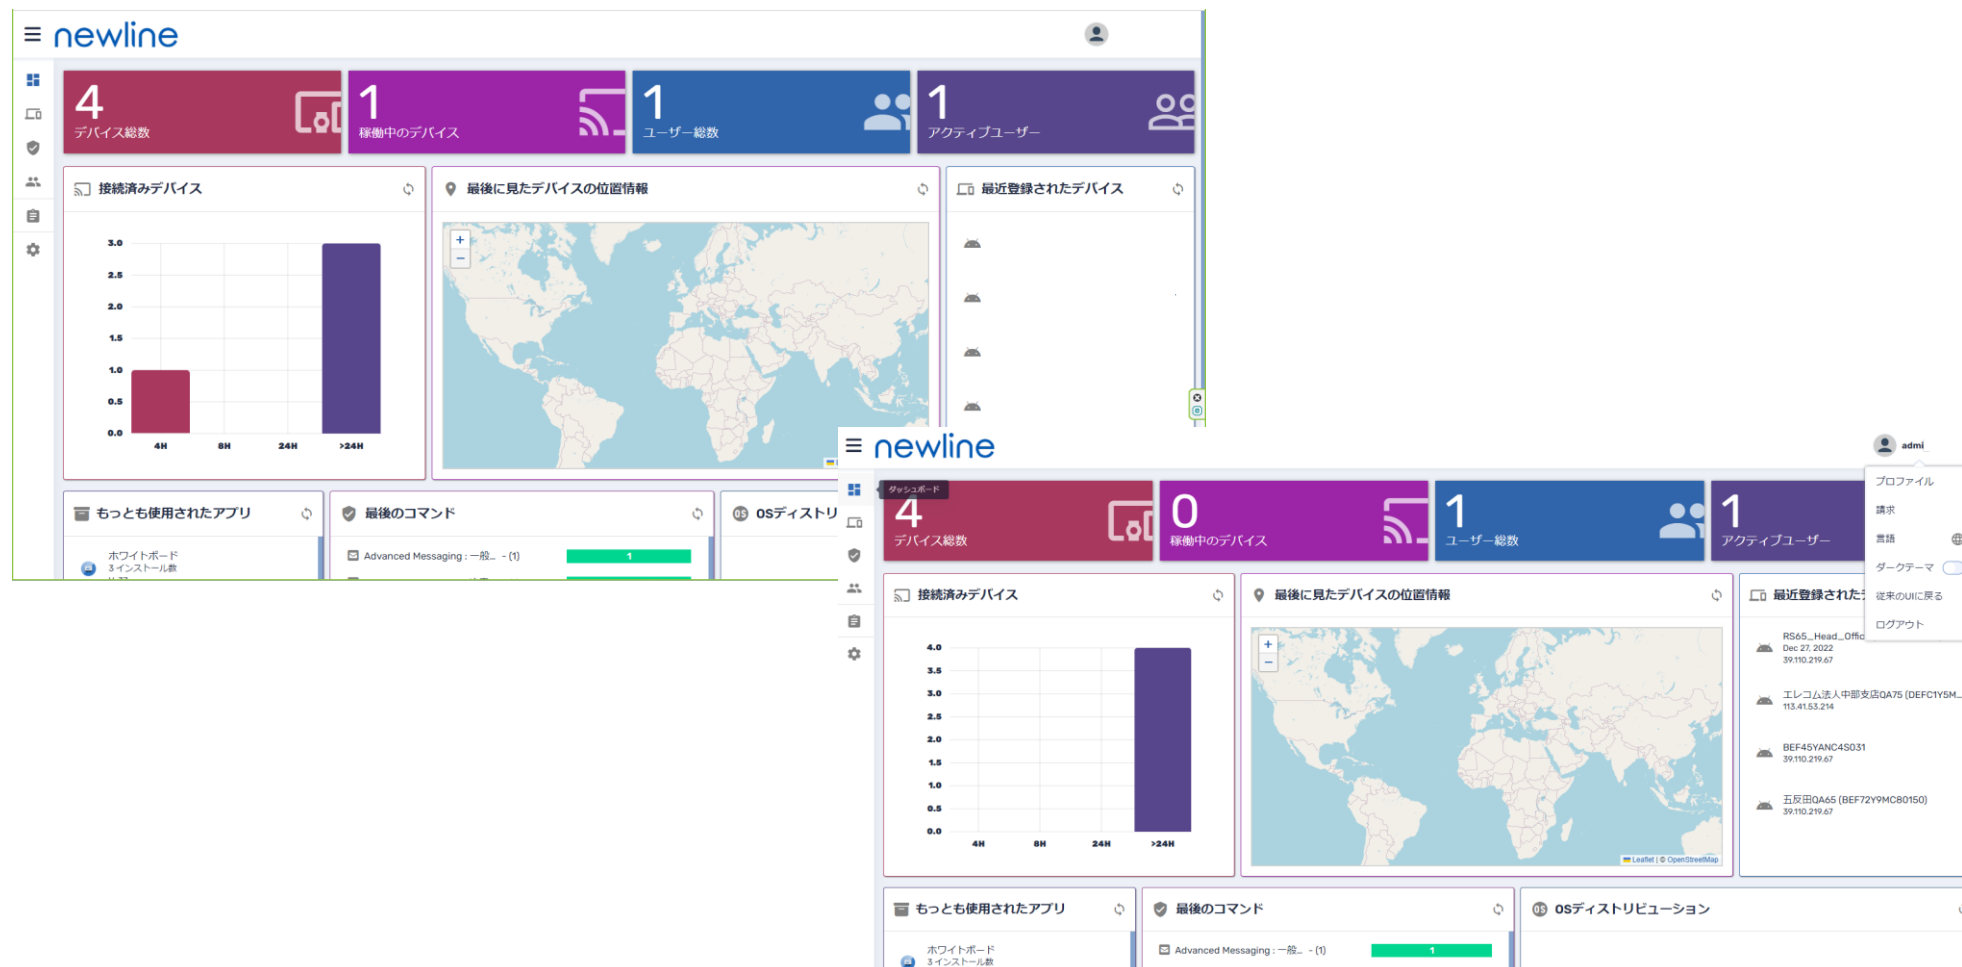 newline
4
デバイス総数
1
稼働中のデバイス
1
ユーザー総数
1
アクティブユーザー
接続済みデバイス
3.0
2.5
2.0
1.5
1.0
0.5
0.0
4H
8H
24H
>24H
最後に見たデバイスの位置情報
+
−
最近登録されたデバイス
もっとも使用されたアプリ
ホワイトボード
3 インストール数
最後のコマンド
Advanced Messaging : 一般... - (1)
1
OSディストリ
newline
admi
プロファイル
請求
言語
ダークテーマ
従来のUIに戻る
ログアウト
ダッシュボード
4
デバイス総数
0
稼働中のデバイス
1
ユーザー総数
1
アクティブユーザー
接続済みデバイス
4.0
3.5
3.0
2.5
2.0
1.5
1.0
0.5
0.0
4H
8H
24H
>24H
最後に見たデバイスの位置情報
+
−
Leaflet | © OpenStreetMap
最近登録された
RS65_Head_Offic
Dec 27, 2022
39.110.219.67
エレコム法人中部支店QA75 (DEFC1Y5M...
113.41.53.214
BEF45YANC4S031
39.110.219.67
五反田QA65 (BEF72Y9MC80150)
39.110.219.67
もっとも使用されたアプリ
ホワイトボード
3 インストール数
最後のコマンド
Advanced Messaging : 一般... - (1)
1
OSディストリビューション